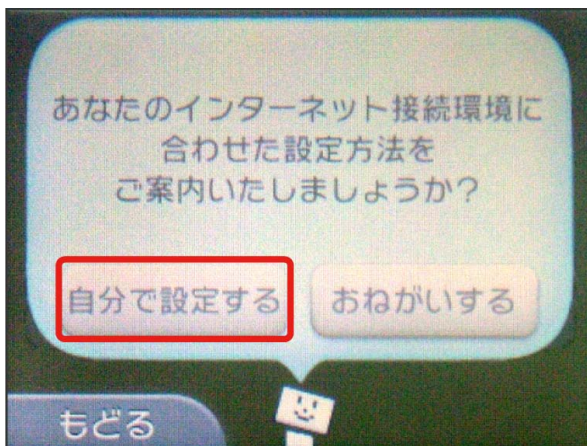 あなたのインターネット接続環境に
合わせた設定方法を
ご案内いたしましょうか？
自分で設定する
おねがいする
もどる